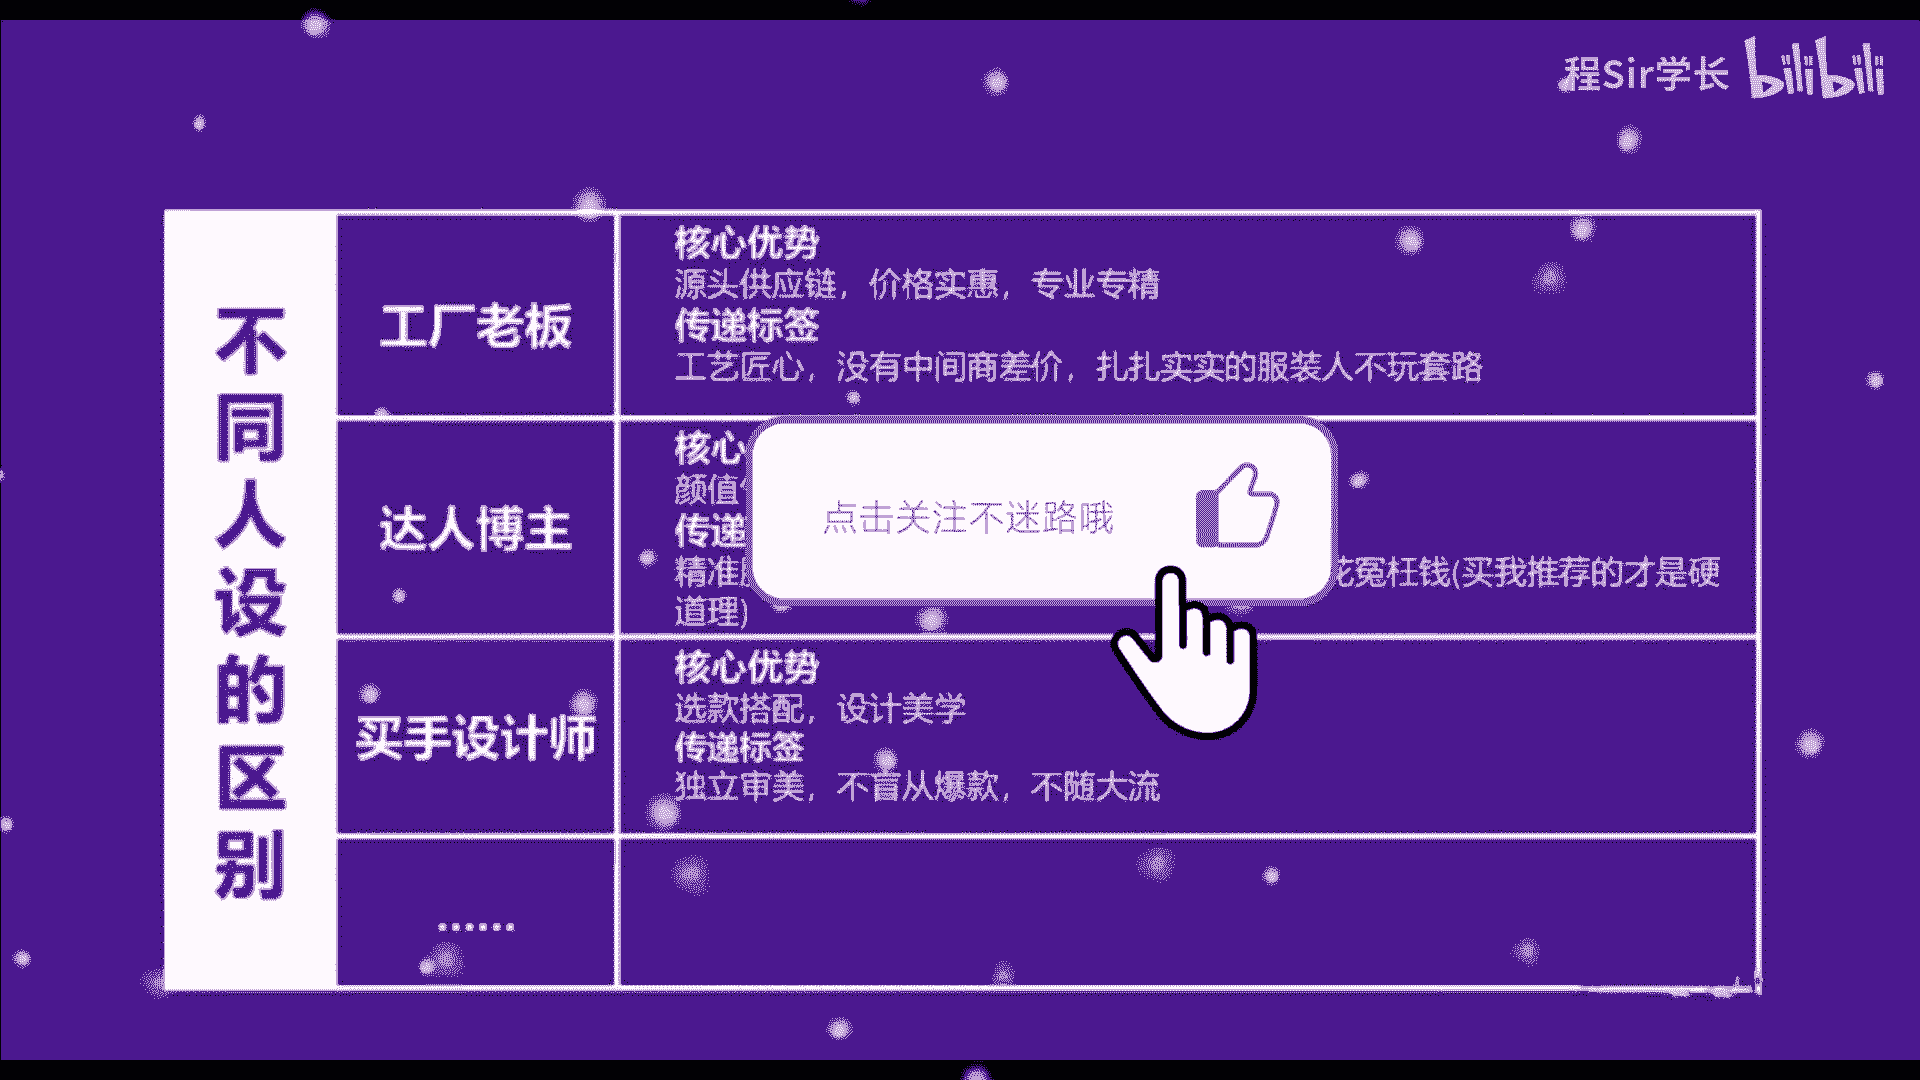 程Sir学长 bilibili
不同人设的区别
工厂老板
核心优势
源头供应链，价格实惠，专业专精
传递标签
工艺匠心，没有中间商差价，扎扎实实的服装人不玩套路
达人博主
核心
颜值
传递
精准
花冤枉钱(买我推荐的才是硬
道理)
点击关注不迷路哦
买手设计师
核心优势
选款搭配，设计美学
传递标签
独立审美，不盲从爆款，不随大流
......